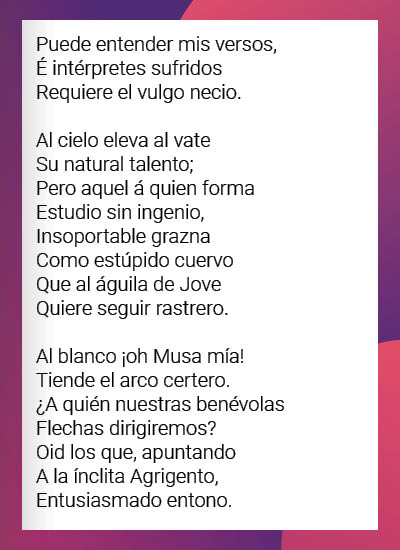 Puede entender mis versos,
É intérpretes sufridos
Requiere el vulgo necio.

Al cielo eleva al vate
Su natural talento;
Pero aquel á quien forma
Estudio sin ingenio,
Insoportable grazna
Como estúpido cuervo
Que al águila de Jove
Quiere seguir rastrero.

Al blanco ¡oh Musa mía!
Tiende el arco certero.
¿A quién nuestras benévolas
Flechas dirigiremos?
Oid los que, apuntando
A la ínclita Agrigento,
Entusiasmado entono.